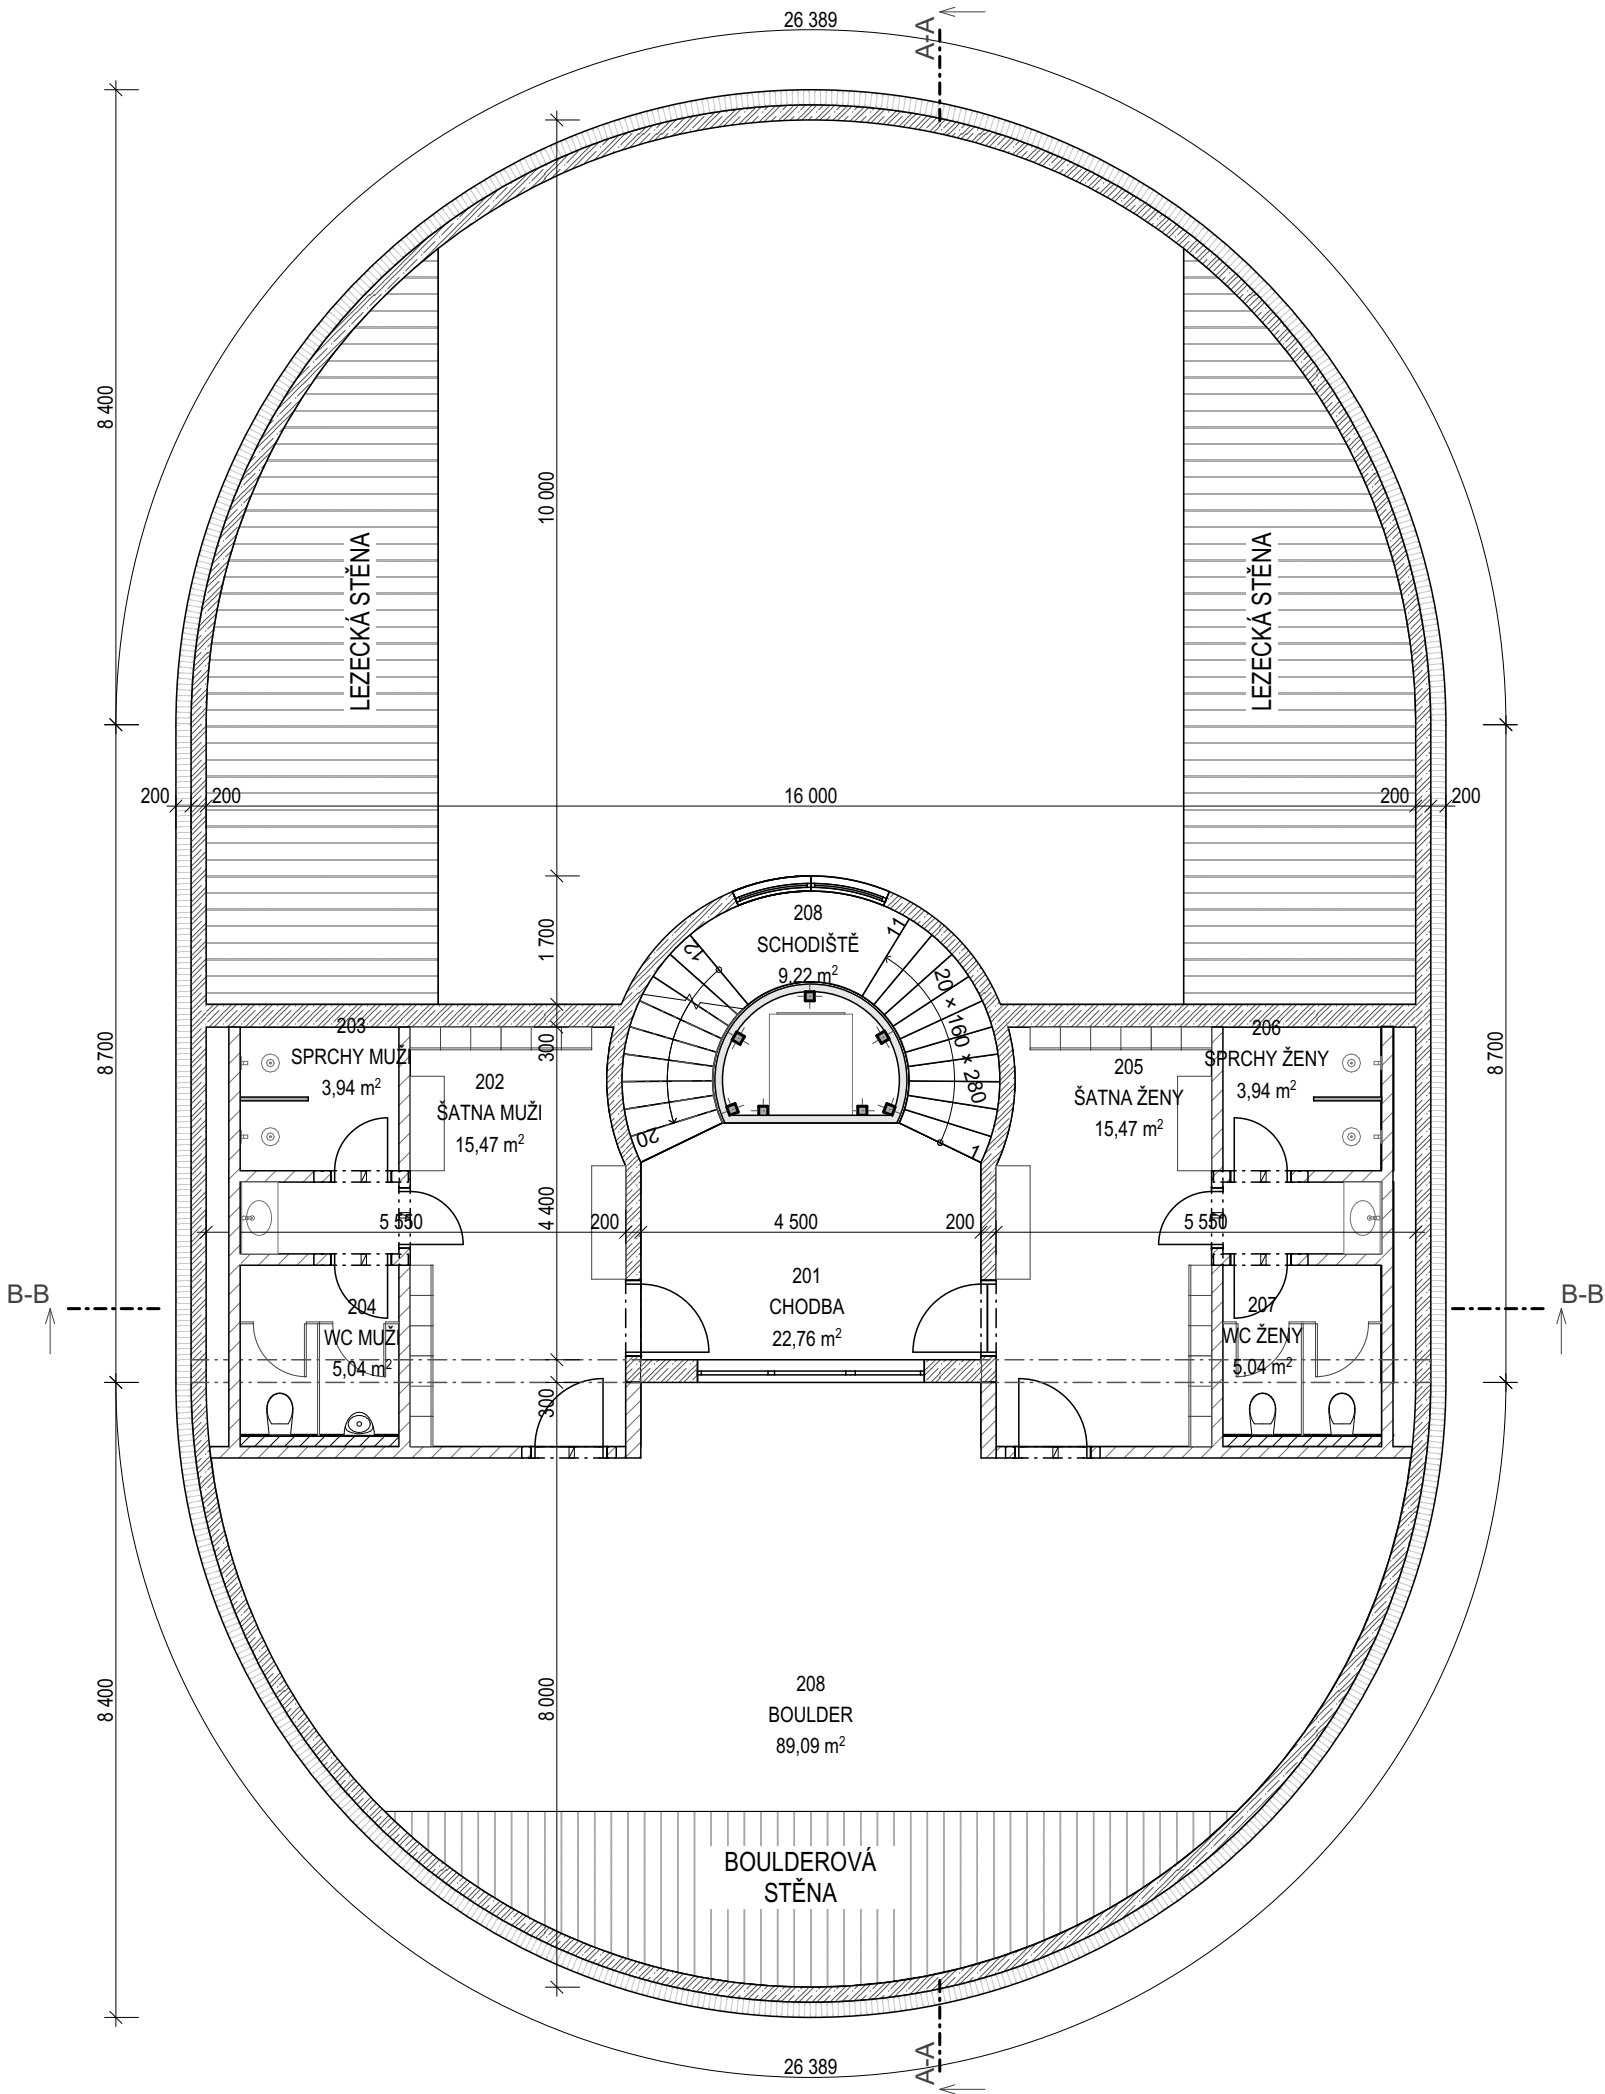 26 389
A-A
8 400
10 000
LEZECKÁ STĚNA
LEZECKÁ STĚNA
200
200
16 000
200
200
208
SCHODIŠTĚ
9,22 m²
11
12
1 700
20 × 160 × 280
20
1
8 700
8 700
203
SPRCHY MUŽI
3,94 m²
300
202
ŠATNA MUŽI
15,47 m²
205
ŠATNA ŽENY
15,47 m²
206
SPRCHY ŽENY
3,94 m²
4 400
5 550
200
4 500
200
5 550
B-B
B-B
201
CHODBA
22,76 m²
204
WC MUŽI
5,04 m²
207
WC ŽENY
5,04 m²
300
8 400
8 000
208
BOULDER
89,09 m²
BOULDEROVÁ
STĚNA
A-A
26 389